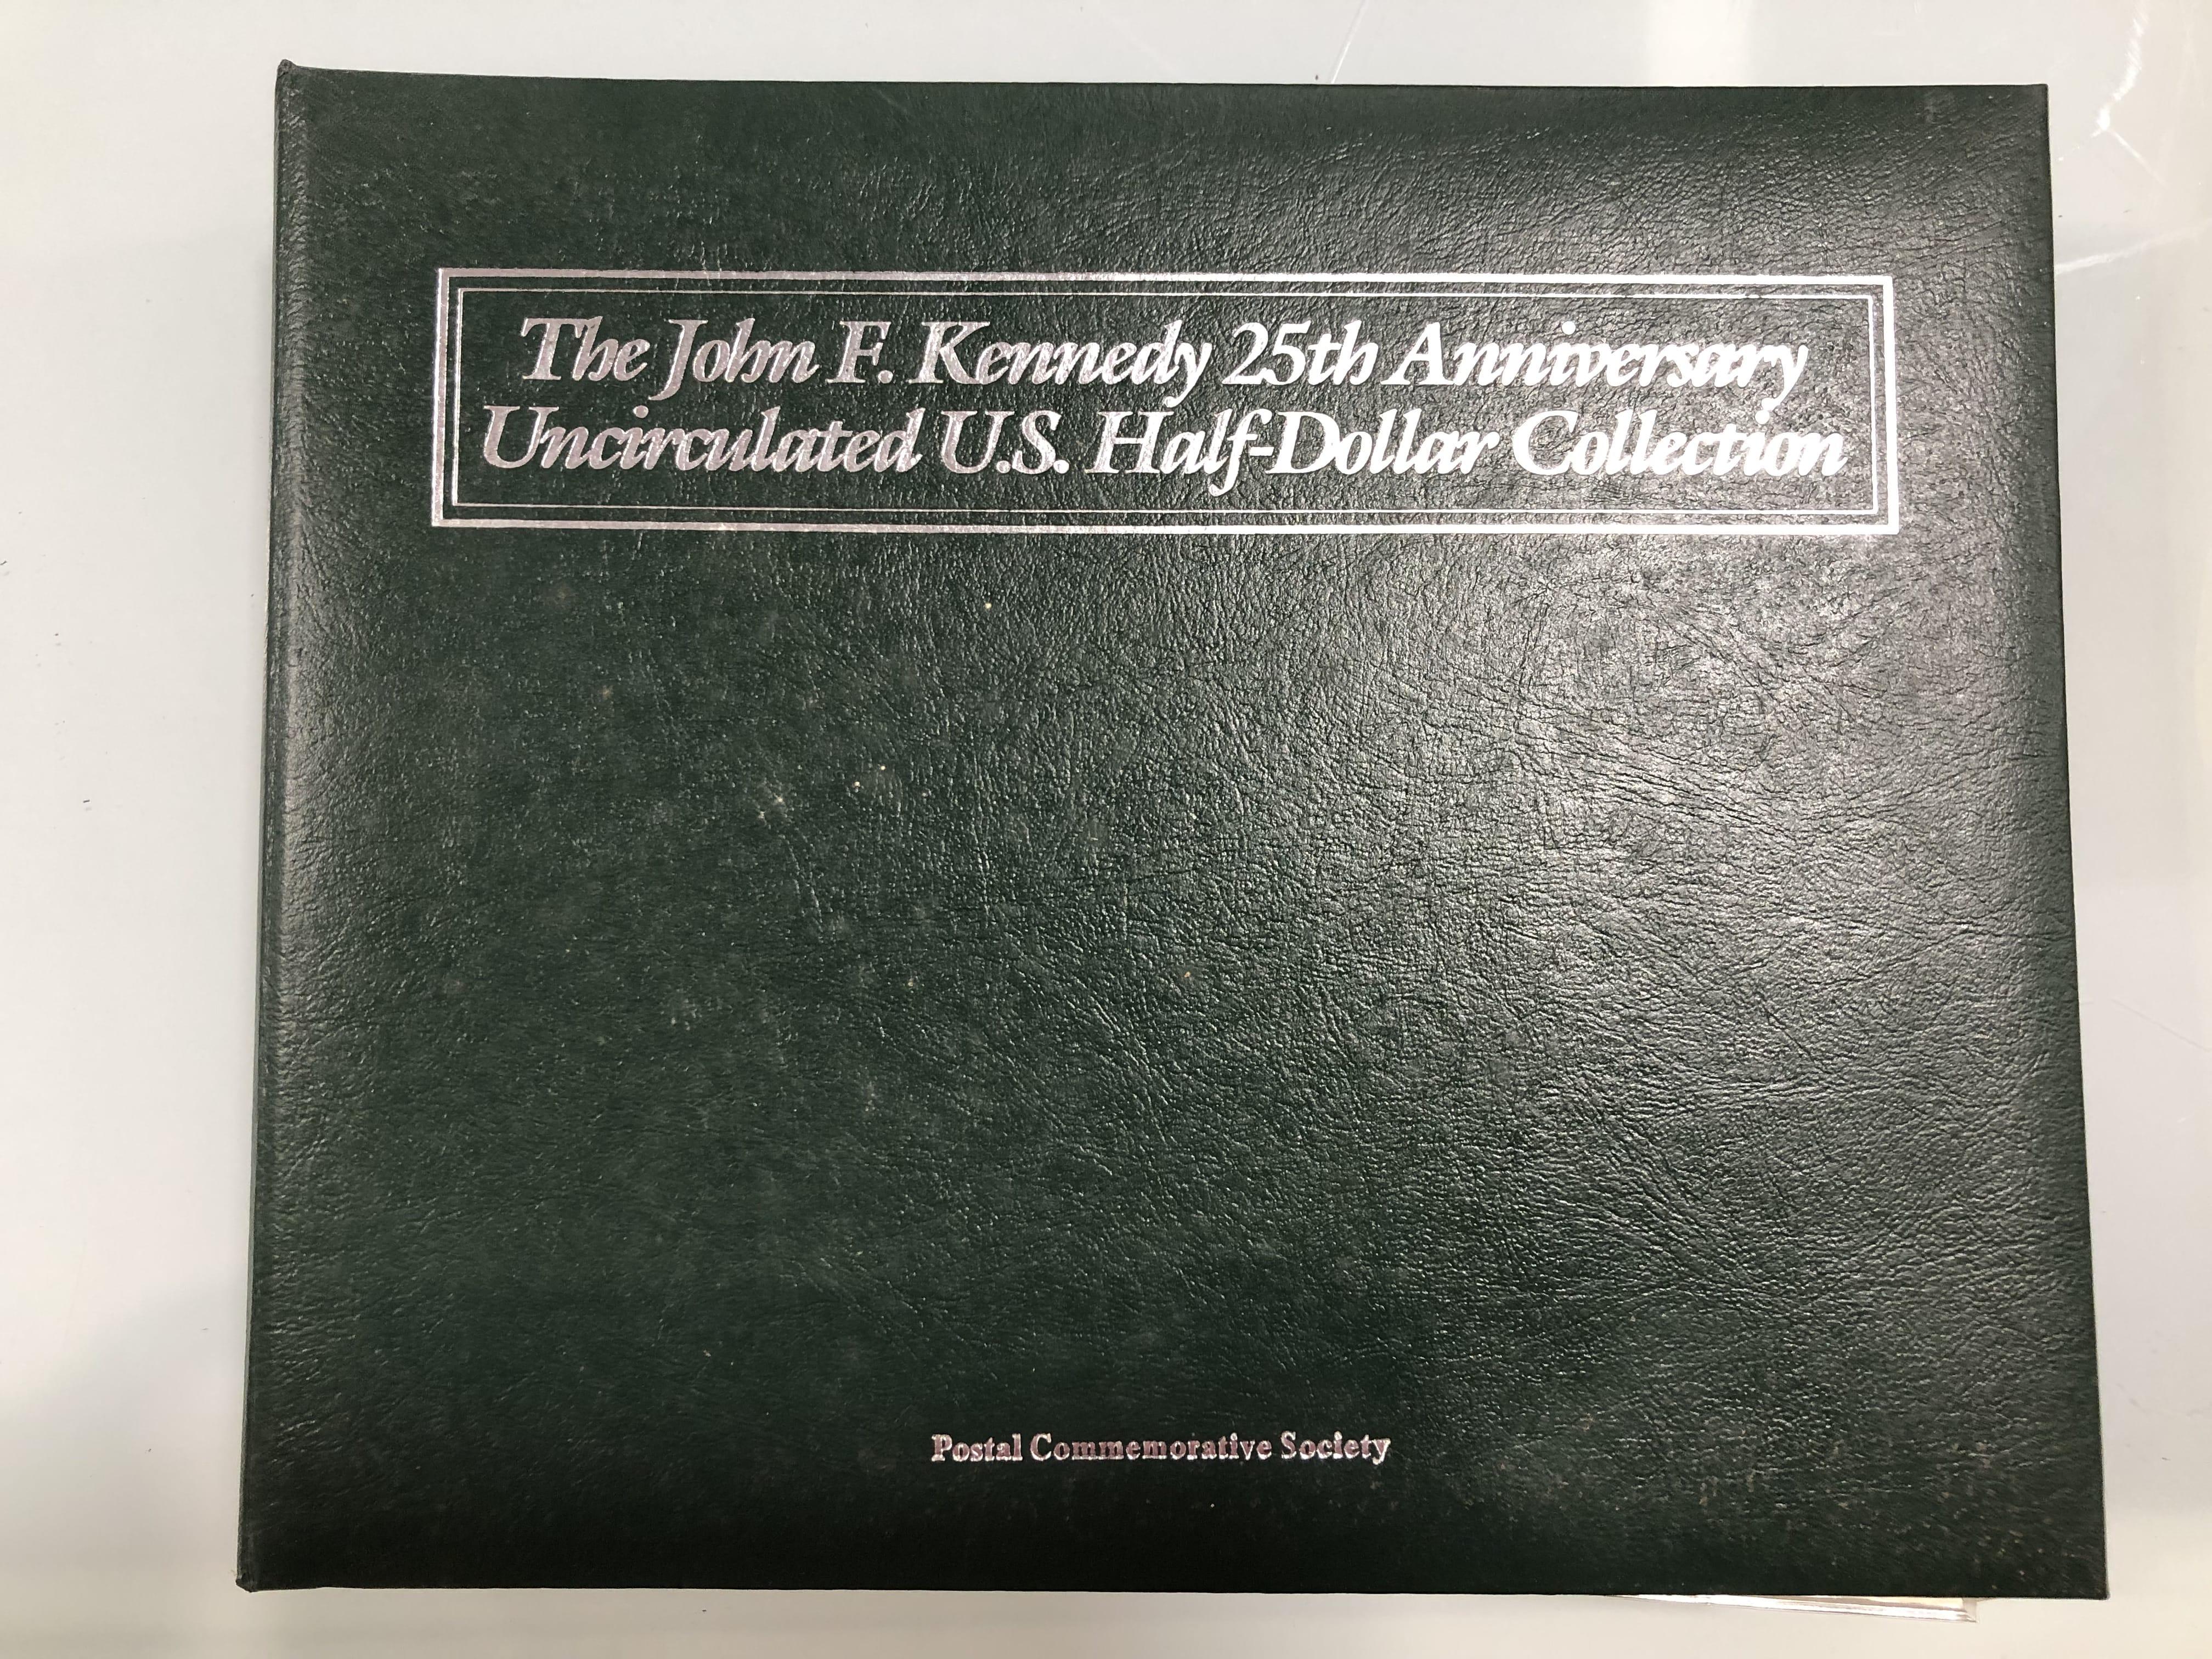 The John F. Kennedy 25th Anniversary
Uncirculated U.S. Half-Dollar Collection
Postal Commemorative Society